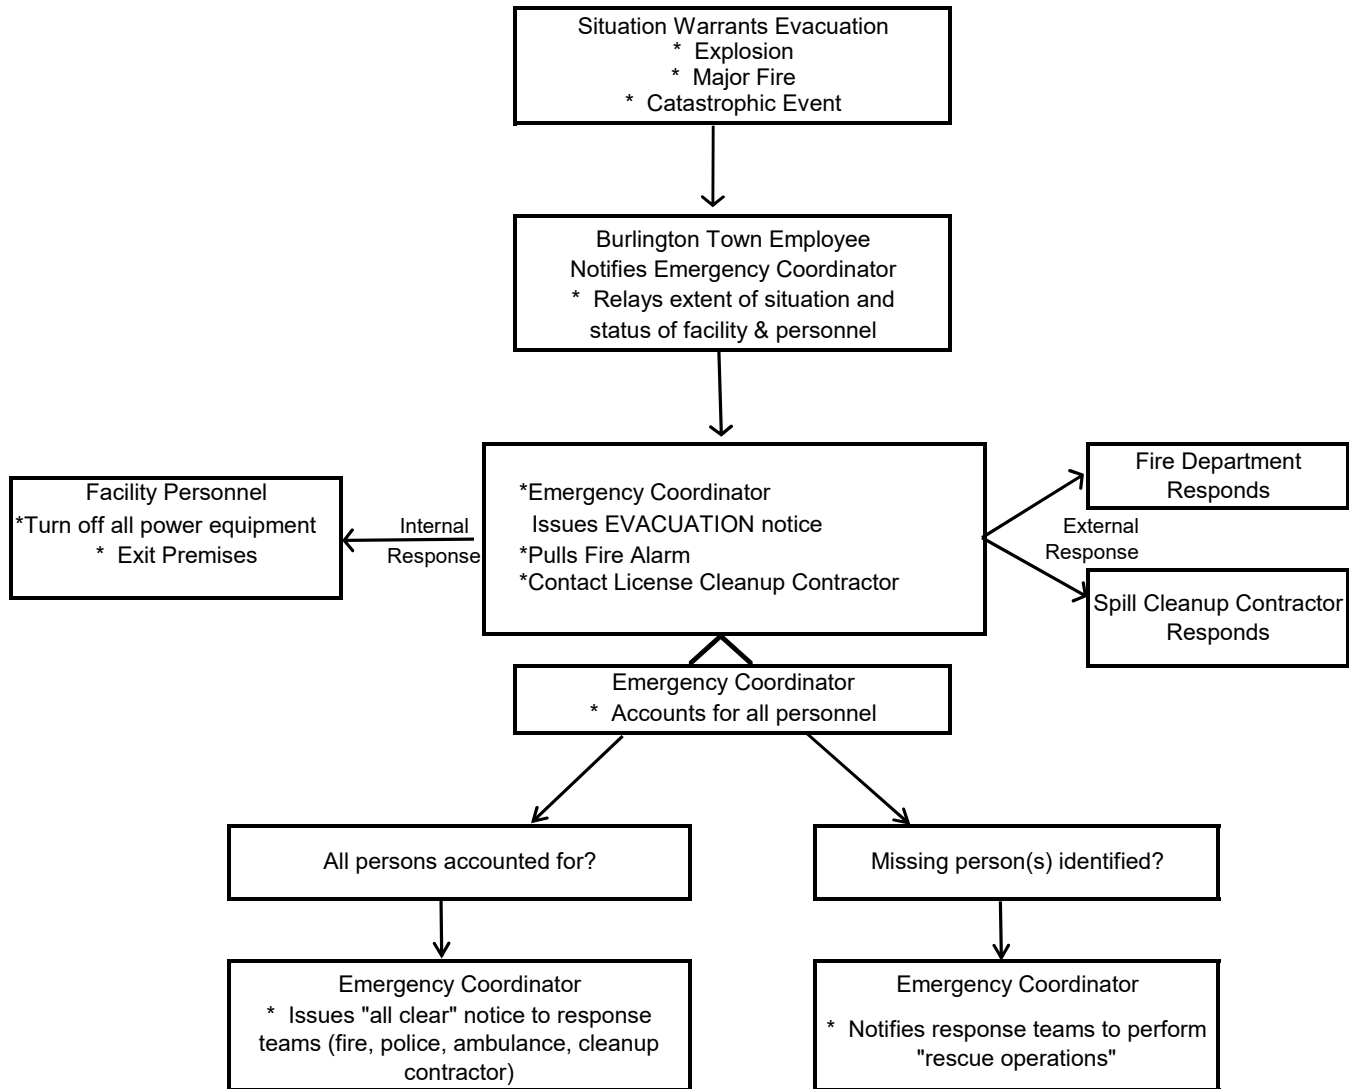 Situation Warrants Evacuation
* Explosion
* Major Fire
* Catastrophic Event
Burlington Town Employee
Notifies Emergency Coordinator
* Relays extent of situation and
status of facility & personnel
*Emergency Coordinator
Issues EVACUATION notice
*Pulls Fire Alarm
*Contact License Cleanup Contractor
Internal
Response
Facility Personnel
*Turn off all power equipment
* Exit Premises
External
Response
Fire Department
Responds
Spill Cleanup Contractor
Responds
Emergency Coordinator
* Accounts for all personnel
All persons accounted for?
Missing person(s) identified?
Emergency Coordinator
* Issues "all clear" notice to response
teams (fire, police, ambulance, cleanup
contractor)
Emergency Coordinator
* Notifies response teams to perform
"rescue operations"